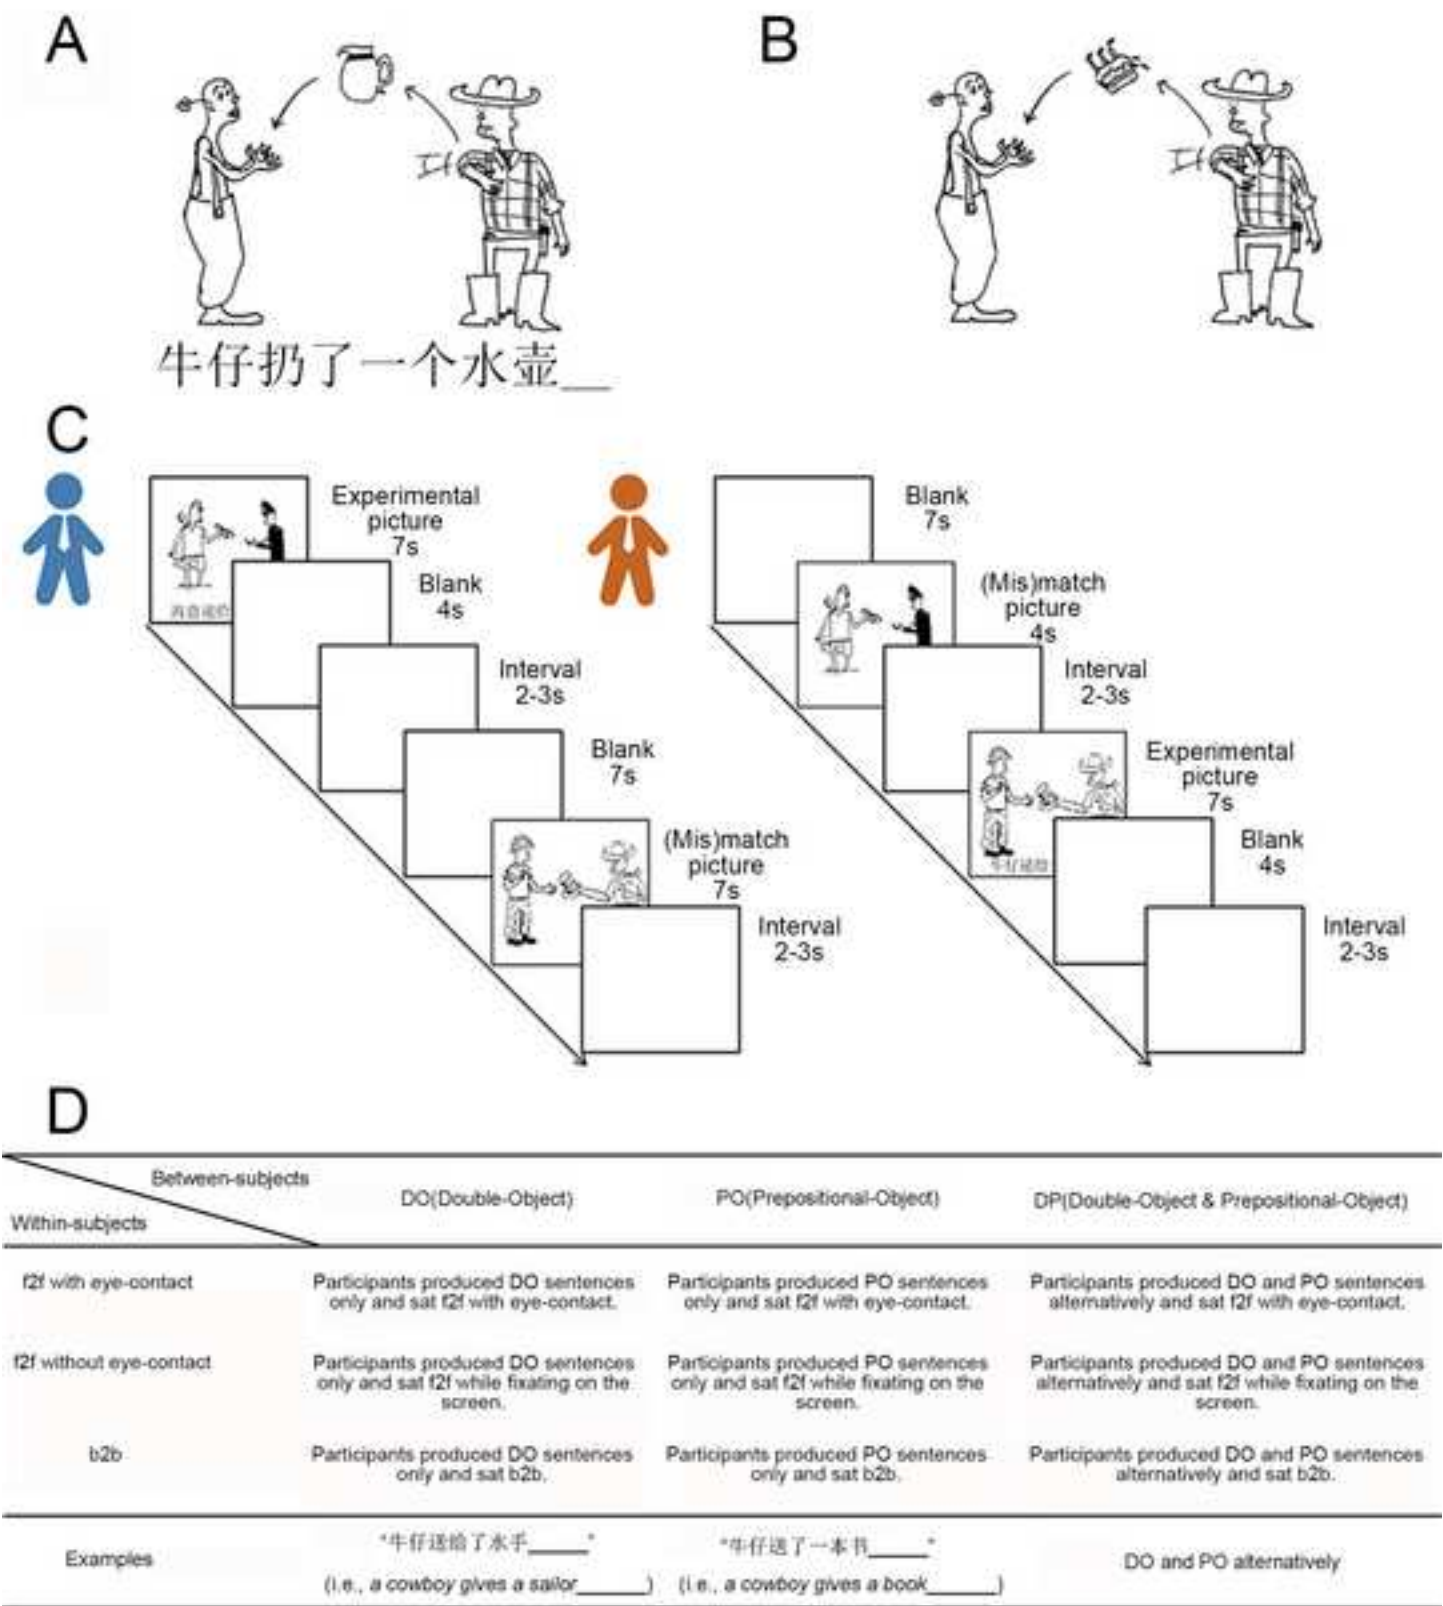 A
B
牛仔扔了一个水壶__
C
Experimental
picture
7s
Blank
4s
Interval
2-3s
Blank
7s
(Mis)match
picture
7s
Interval
2-3s
Blank
7s
(Mis)match
picture
4s
Interval
2-3s
Experimental
picture
7s
Blank
4s
Interval
2-3s
D
Between-subjects
Within-subjects
DO(Double-Object)
PO(Prepositional-Object)
DP(Double-Object & Prepositional-Object)
f2f with eye-contact
Participants produced DO sentences
only and sat f2f with eye-contact.
Participants produced PO sentences
only and sat f2f with eye-contact.
Participants produced DO and PO sentences
alternatively and sat f2f with eye-contact.
f2f without eye-contact
Participants produced DO sentences
only and sat f2f while fixating on the
screen.
Participants produced PO sentences
only and sat f2f while fixating on the
screen.
Participants produced DO and PO sentences
alternatively and sat f2f while fixating on the
screen.
b2b
Participants produced DO sentences
only and sat b2b.
Participants produced PO sentences
only and sat b2b.
Participants produced DO and PO sentences
alternatively and sat b2b.
Examples
"牛仔送给了水手_____"
(i.e., a cowboy gives a sailor______)
"牛仔送了一本书_____"
(i.e., a cowboy gives a book______)
DO and PO alternatively